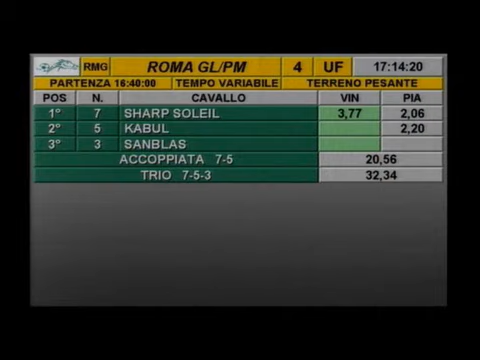 RMG ROMA GL/PM 4 UF 17:14:20
PARTENZA 16:40:00 TEMPO VARIABILE TERRENO PESANTE
POS N. CAVALLO VIN PIA
1° 7 SHARP SOLEIL 3,77 2,06
2° 5 KABUL 2,20
3° 3 SANBLAS
ACCOPPIATA 7-5 20,56
TRIO 7-5-3 32,34